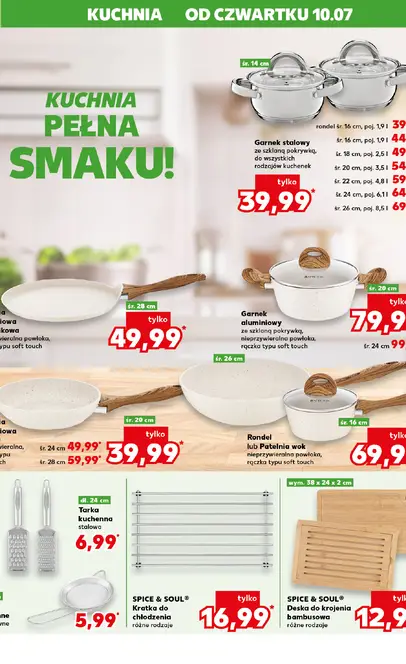 KUCHNIA OD CZWARTKU 10.07
KUCHNIA
PEŁNA
SMAKU!
śr. 14 cm
Garnek stalowy
ze szklaną pokrywką,
do wszystkich
rodzajów kuchenek
tylko
39,99*
rondel śr. 16 cm, poj. 1,9 l 39
śr. 16 cm, poj. 1,9 l 44
śr. 18 cm, poj. 2,5 l 49
śr. 20 cm, poj. 3,5 l 54
śr. 22 cm, poj. 4,8 l 59
śr. 24 cm, poj. 6,1 l 64
śr. 26 cm, poj. 8,5 l 69
śr. 28 cm
tylko
49,99*
śr. 20 cm
Garnek
aluminiowy
ze szklaną pokrywką,
nieprzywieralna powłoka,
rączka typu soft touch
tylko
79,9
śr. 24 cm 99
śr. 20 cm
śr. 24 cm 49,99*
śr. 28 cm 59,99*
tylko
39,99*
śr. 16 cm
Rondel
lub Patelnia wok
nieprzywieralna powłoka,
rączka typu soft touch
tylko
69,9
dł. 24 cm
Tarka
kuchenna
stalowa
6,99*
5,99*
SPICE & SOUL®
Kratka do
chłodzenia
różne rodzaje
tylko
16,99*
wym. 38 x 24 x 2 cm
SPICE & SOUL®
Deska do krojenia
bambusowa
różne rodzaje
tylko
12,9